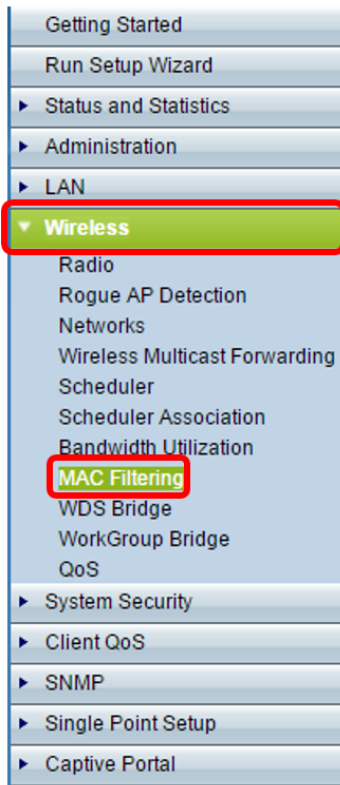 Getting Started
Run Setup Wizard
Status and Statistics
Administration
LAN
Wireless
Radio
Rogue AP Detection
Networks
Wireless Multicast Forwarding
Scheduler
Scheduler Association
Bandwidth Utilization
MAC Filtering
WDS Bridge
WorkGroup Bridge
QoS
System Security
Client QoS
SNMP
Single Point Setup
Captive Portal